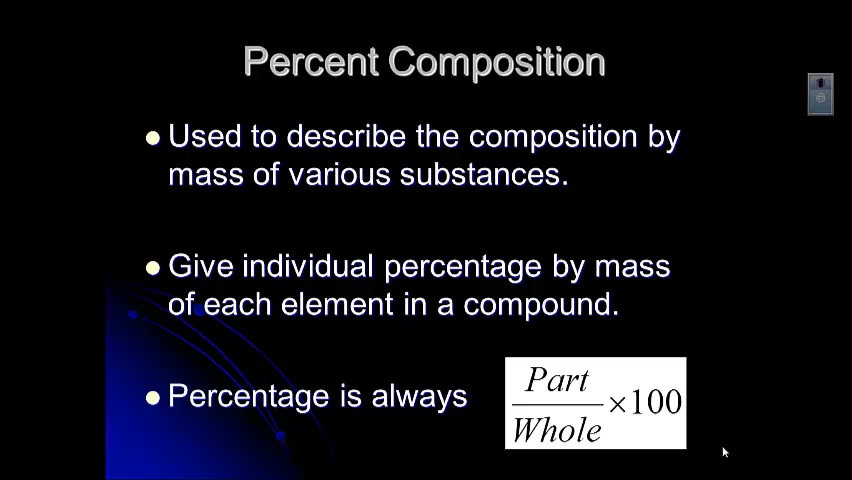 Percent Composition
Used to describe the composition by
mass of various substances.
Give individual percentage by mass
of each element in a compound.
Percentage is always
Part
Whole
×100